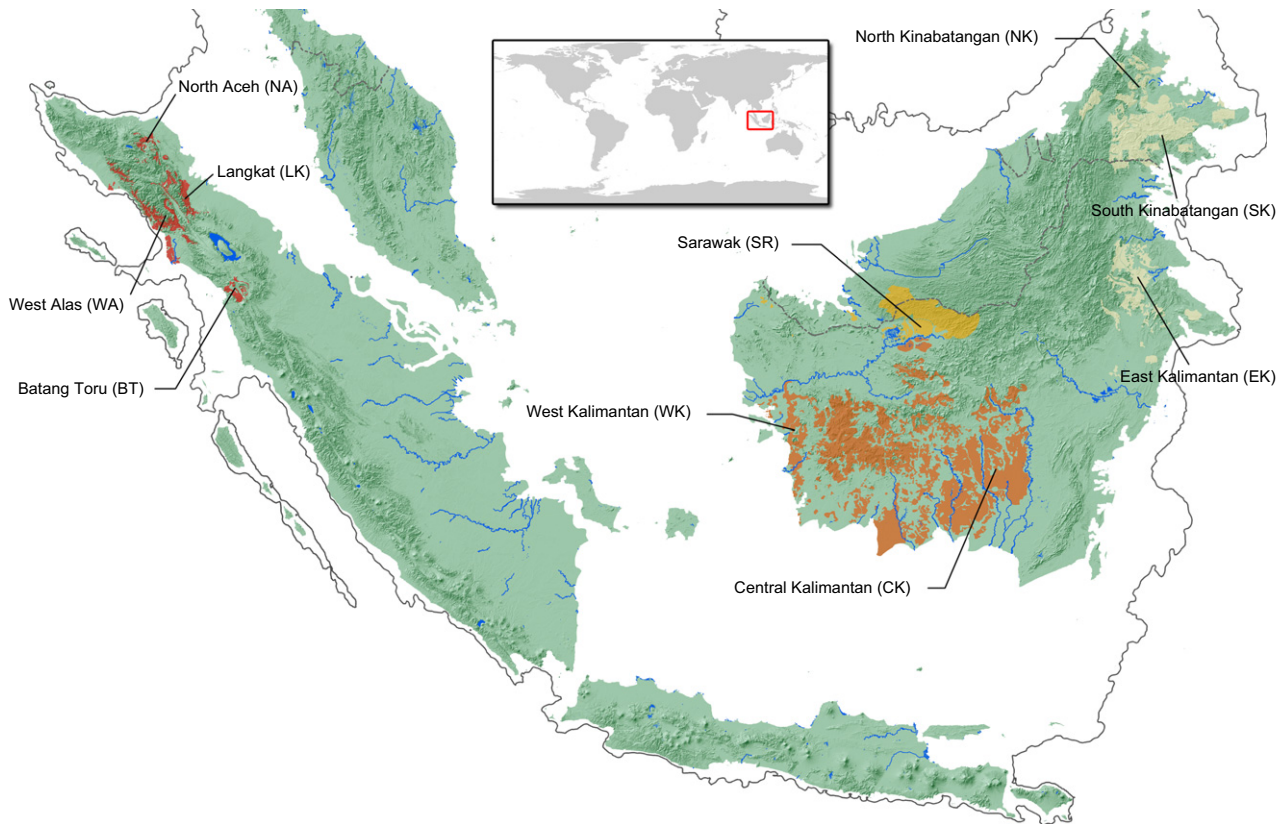 North Kinabatangan (NK)
North Aceh (NA)
Langkat (LK)
South Kinabatangan (SK)
Sarawak (SR)
West Alas (WA)
Batang Toru (BT)
East Kalimantan (EK)
West Kalimantan (WK)
Central Kalimantan (CK)